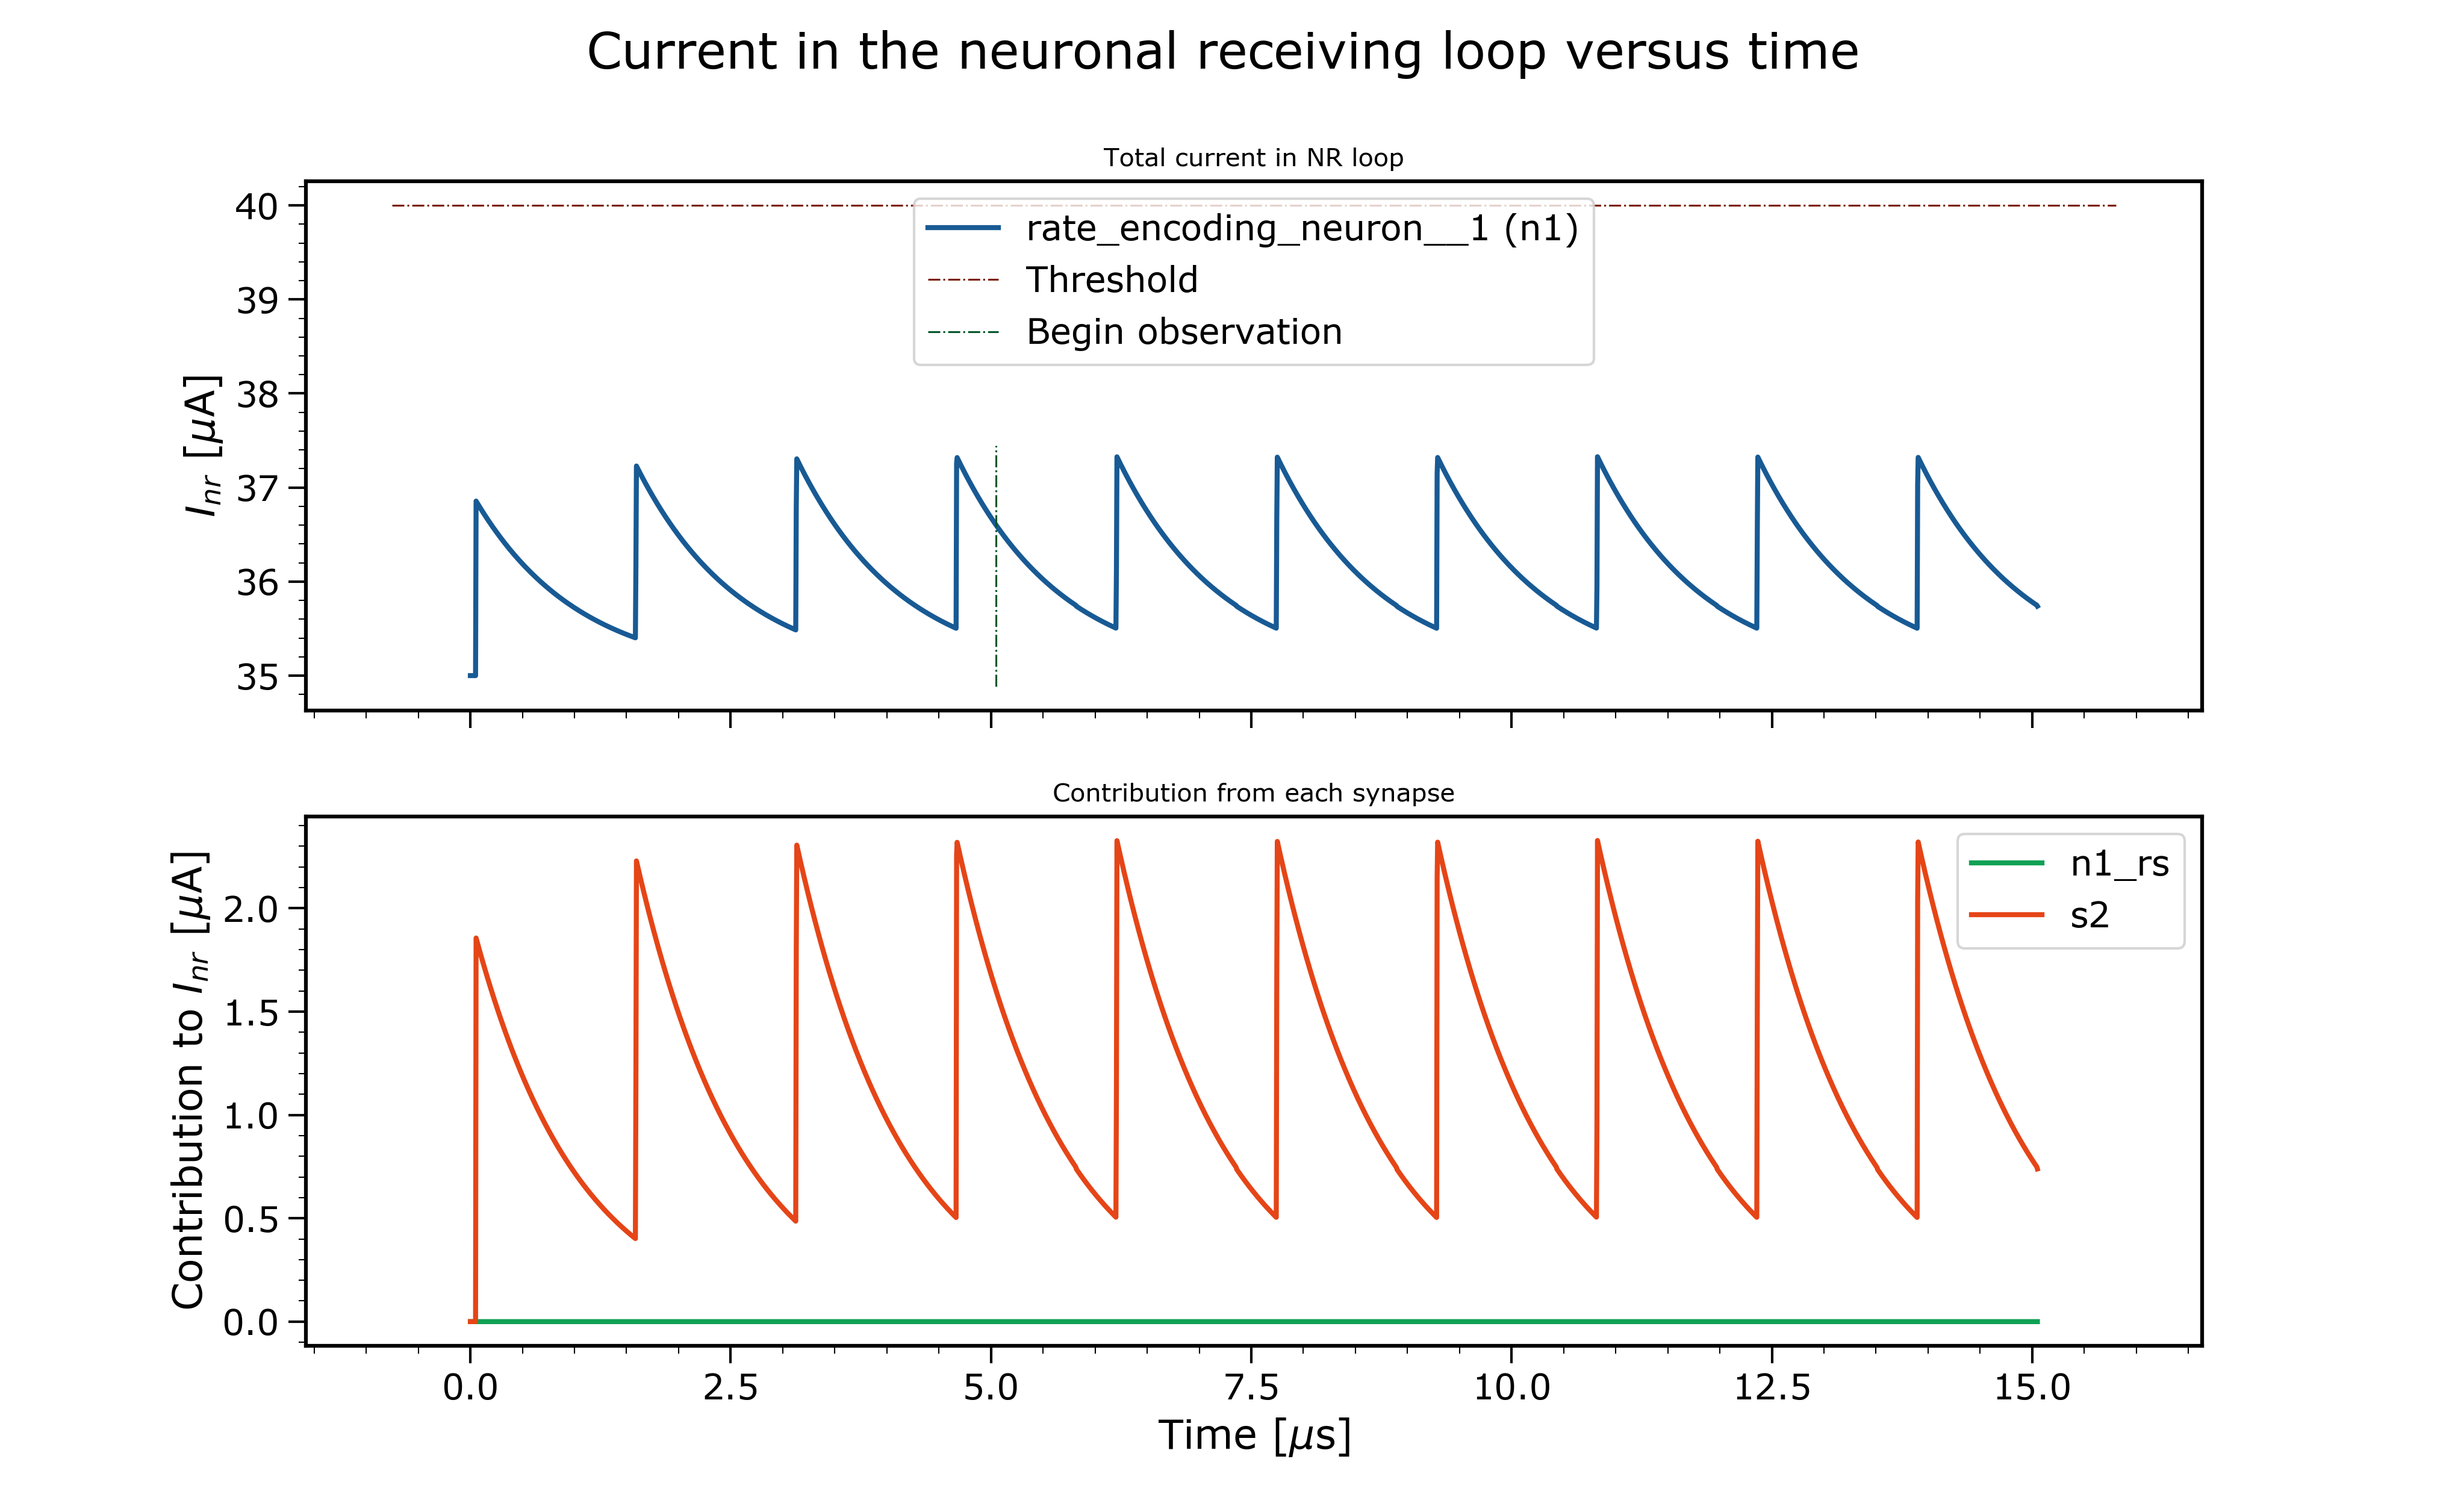 Current in the neuronal receiving loop versus time
Total current in NR loop
I_nr [μA]
40
39
38
37
36
35
rate_encoding_neuron__1 (n1)
Threshold
Begin observation
Contribution from each synapse
Contribution to I_nr [μA]
2.0
1.5
1.0
0.5
0.0
n1_rs
s2
0.0 2.5 5.0 7.5 10.0 12.5 15.0
Time [μs]